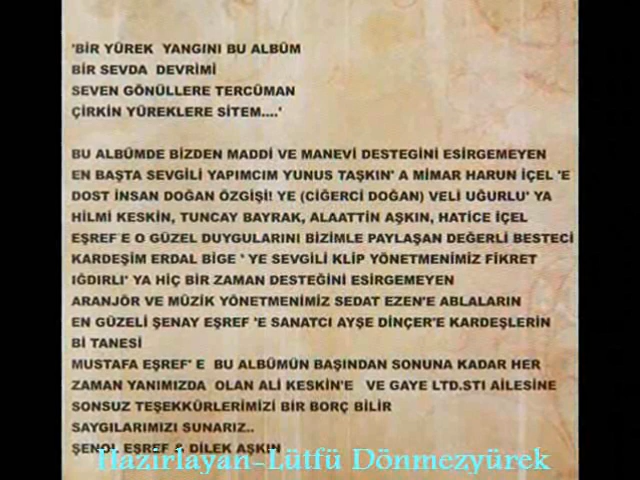 'BİR YÜREK YANGINI BU ALBÜM
BİR SEVDA DEVRİMİ
SEVEN GÖNÜLLERE TERCÜMAN
ÇİRKİN YÜREKLERE SİTEM....'
BU ALBÜMDE BİZDEN MADDİ VE MANEVİ DESTEGİNİ ESİRGEMEYEN
EN BAŞTA SEVGİLİ YAPIMCIM YUNUS TAŞKIN' A MİMAR HARUN İÇEL 'E
DOST İNSAN DOĞAN ÖZGİŞİ! YE (CİĞERCİ DOĞAN) VELİ UĞURLU' YA
HİLMİ KESKİN, TUNCAY BAYRAK, ALAATTİN AŞKIN, HATİCE İÇEL
EŞREF'E O GÜZEL DUYGULARINI BİZİMLE PAYLAŞAN DEĞERLİ BESTECİ
KARDEŞİM ERDAL BİGE ' YE SEVGİLİ KLİP YÖNETMENİMİZ FİKRET
IĞDIRLI' YA HİÇ BİR ZAMAN DESTEĞİNİ ESİRGEMEYEN
ARANJÖR VE MÜZİK YÖNETMENİMİZ SEDAT EZEN'E ABLALARIN
EN GÜZELİ ŞENAY EŞREF 'E SANATCI AYŞE DİNÇER'E KARDEŞLERİN
Bİ TANESİ
MUSTAFA EŞREF' E BU ALBÜMÜN BAŞINDAN SONUNA KADAR HER
ZAMAN YANIMIZDA OLAN ALİ KESKİN'E VE GAYE LTD.STI AİLESİNE
SONSUZ TEŞEKKÜRLERİMİZİ BİR BORÇ BİLİR
SAYGILARIMIZI SUNARIZ..
ŞENOL EŞREF & DİLEK AŞKIN
Hazirlayan-Lütfü Dönmezyürek